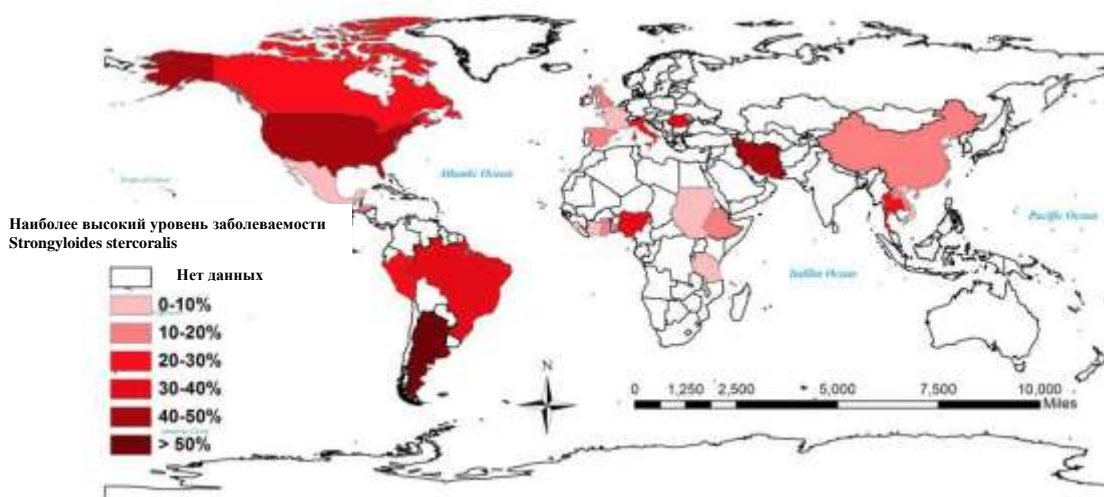 Atlantic Ocean
Pacific Ocean
Indian Ocean
Наиболее высокий уровень заболеваемости
Strongyloides stercoralis
Нет данных
0-10%
10-20%
20-30%
30-40%
40-50%
> 50%
N
0 1,250 2,500 5,000 7,500 10,000
Miles